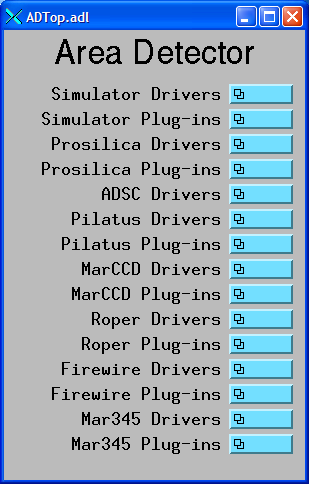 ADTop.adl
Area Detector
Simulator Drivers
Simulator Plug-ins
Prosilica Drivers
Prosilica Plug-ins
ADSC Drivers
Pilatus Drivers
Pilatus Plug-ins
MarCCD Drivers
MarCCD Plug-ins
Roper Drivers
Roper Plug-ins
Firewire Drivers
Firewire Plug-ins
Mar345 Drivers
Mar345 Plug-ins